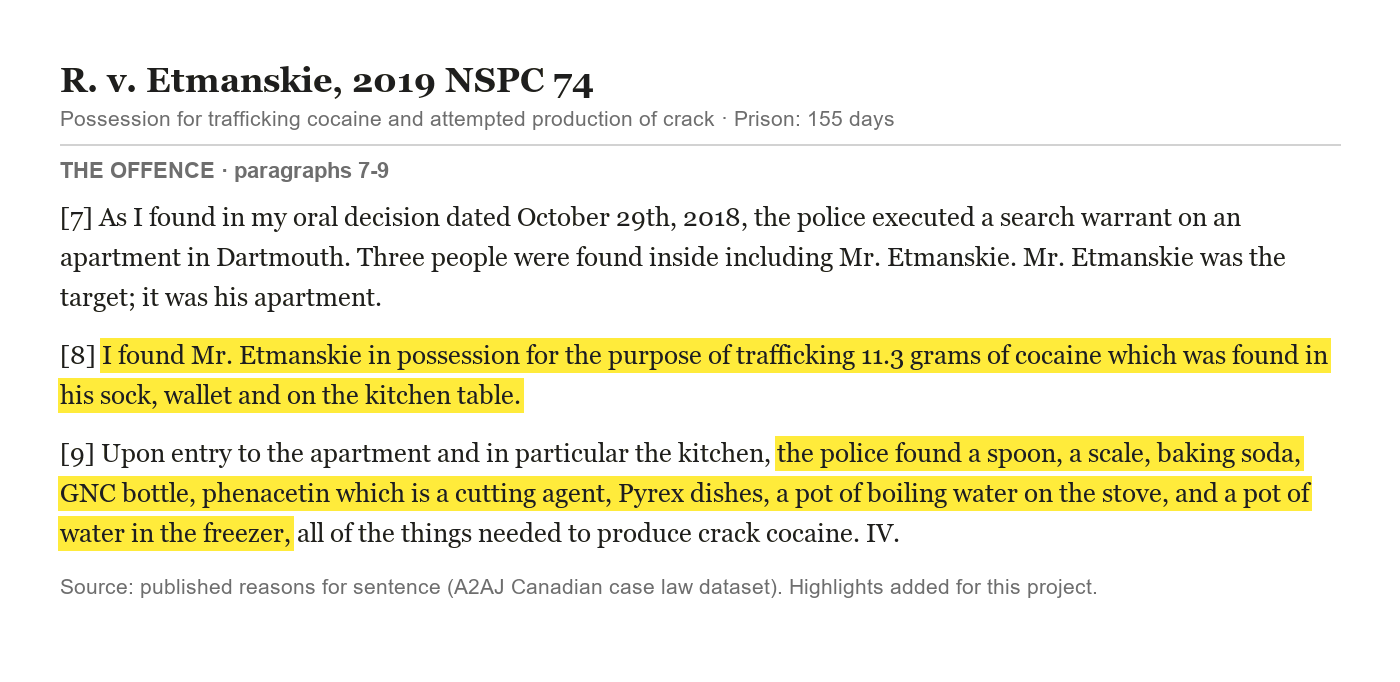 R. v. Etmanskie, 2019 NSPC 74
Possession for trafficking cocaine and attempted production of crack · Prison: 155 days
THE OFFENCE · paragraphs 7-9
[7] As I found in my oral decision dated October 29th, 2018, the police executed a search warrant on an
apartment in Dartmouth. Three people were found inside including Mr. Etmanskie. Mr. Etmanskie was the
target; it was his apartment.
[8] I found Mr. Etmanskie in possession for the purpose of trafficking 11.3 grams of cocaine which was found in
his sock, wallet and on the kitchen table.
[9] Upon entry to the apartment and in particular the kitchen, the police found a spoon, a scale, baking soda,
GNC bottle, phenacetin which is a cutting agent, Pyrex dishes, a pot of boiling water on the stove, and a pot of
water in the freezer, all of the things needed to produce crack cocaine. IV.
Source: published reasons for sentence (A2AJ Canadian case law dataset). Highlights added for this project.